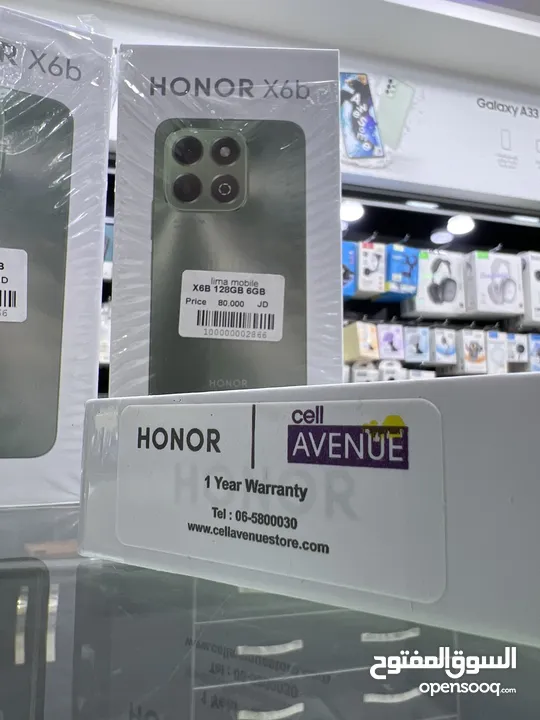 R X6b
HONOR X6b
Galaxy A33
lima mobile
X6B 128GB 6GB
Price 80.000 JD
100000002866
HONOR
HONOR
cell
AVENUE
1 Year Warranty
Tel : 06-5800030
www.cellavenuestore.com
HONOR
السوق المفتوح
opensooq.com